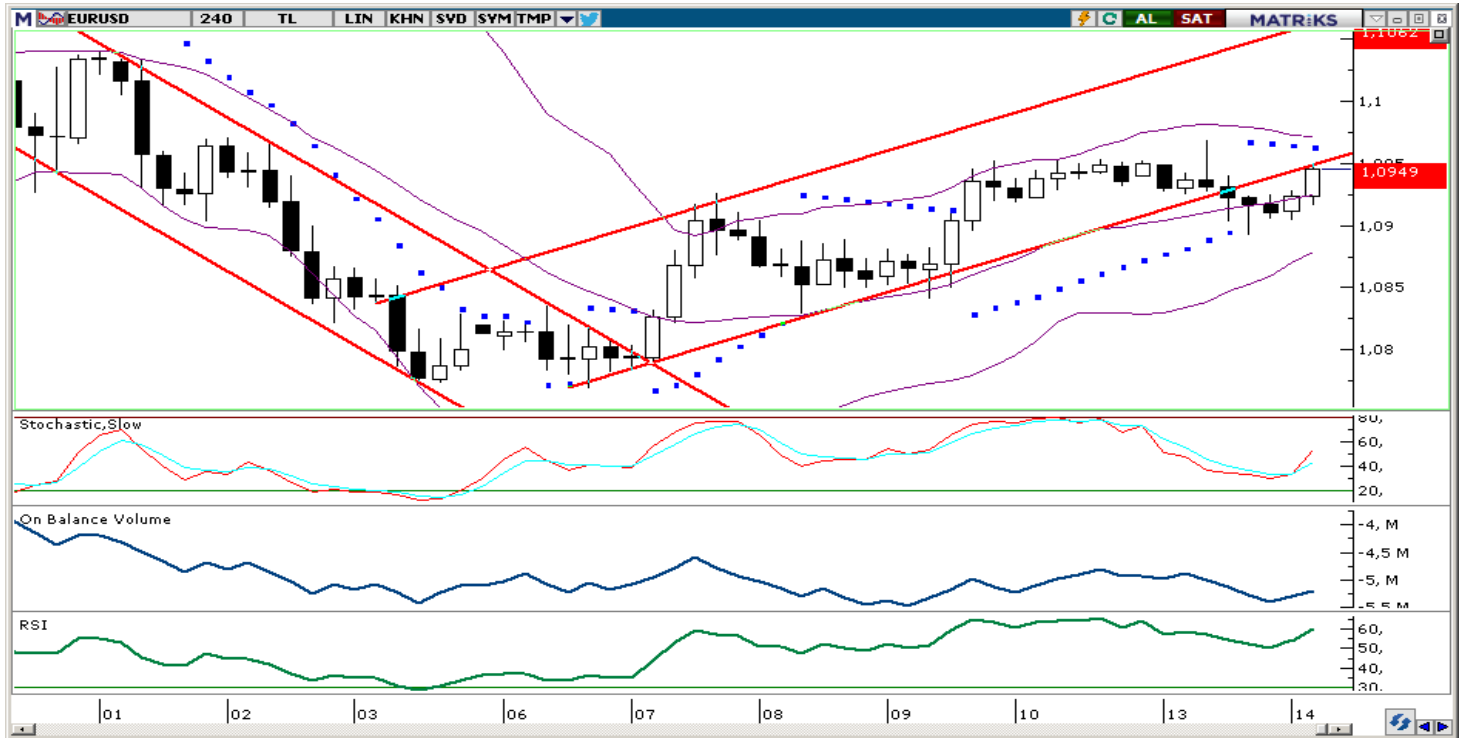 M EURUSD 240 TL LIN KHN SVD SYM TMP AL SAT MATRiKS
1,1062
1,1
1,095
1,0949
1,09
1,085
1,08
Stochastic,Slow
80,
60,
40,
20,
On Balance Volume
-4, M
-4,5 M
-5, M
-5,5 M
RSI
60,
50,
40,
30,
01 02 03 06 07 08 09 10 13 14